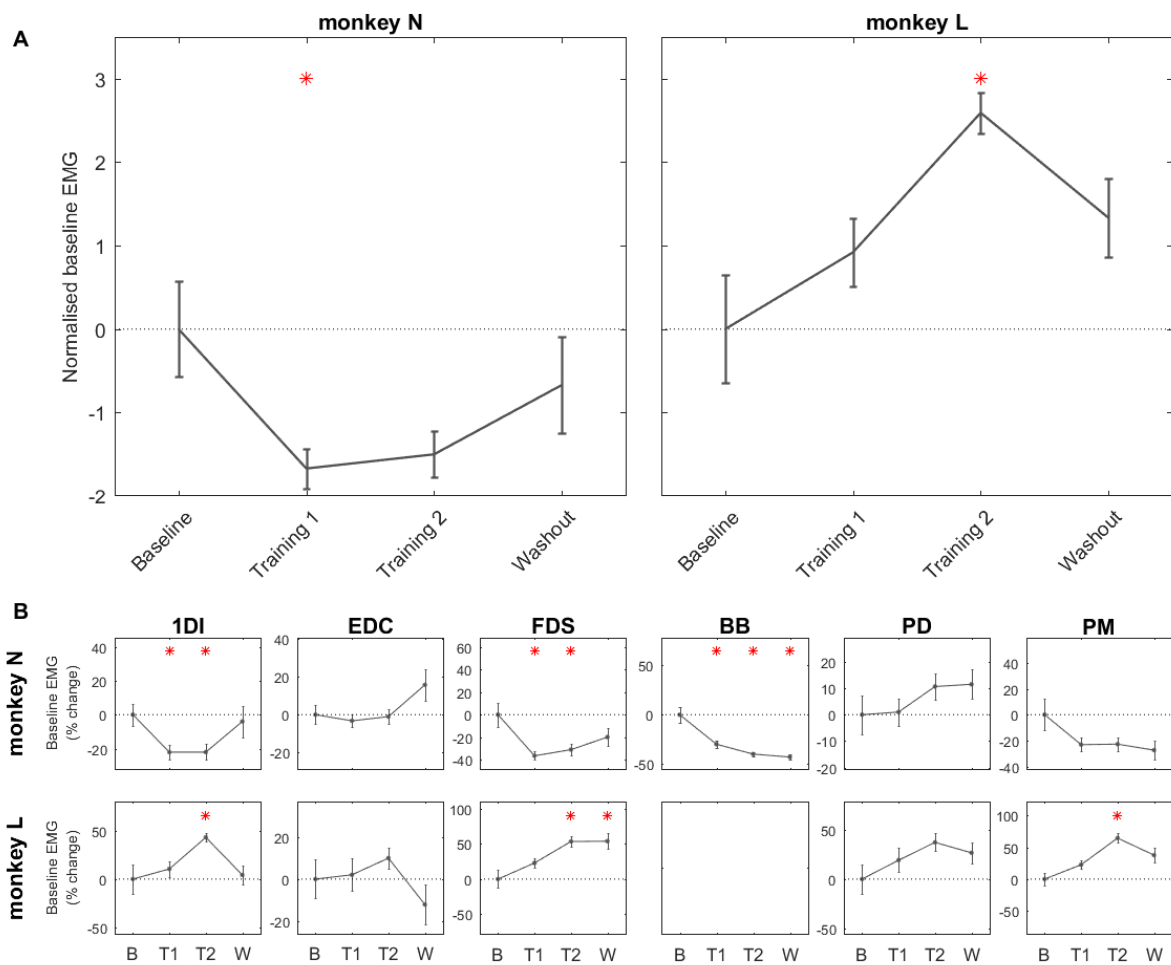 A
monkey N
monkey L
Normalised baseline EMG
3
2
1
0
-1
-2
Baseline
Training 1
Training 2
Washout
Baseline
Training 1
Training 2
Washout
B
1DI
EDC
FDS
BB
PD
PM
monkey N
Baseline EMG
(% change)
40
20
0
-20
40
20
0
-20
60
40
20
0
-20
-40
50
0
-50
20
10
0
-10
-20
40
20
0
-20
-40
monkey L
Baseline EMG
(% change)
50
0
-50
20
0
-20
100
50
0
-50
50
0
-50
100
50
0
-50
B T1 T2 W
B T1 T2 W
B T1 T2 W
B T1 T2 W
B T1 T2 W
B T1 T2 W